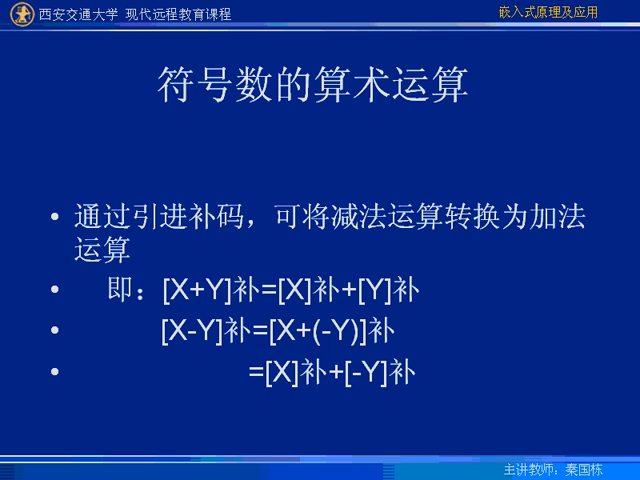 西安交通大学 现代远程教育课程
嵌入式原理及应用
符号数的算术运算
• 通过引进补码，可将减法运算转换为加法
运算
• 即：[X+Y]补=[X]补+[Y]补
• [X-Y]补=[X+(-Y)]补
• =[X]补+[-Y]补
主讲教师：秦国栋